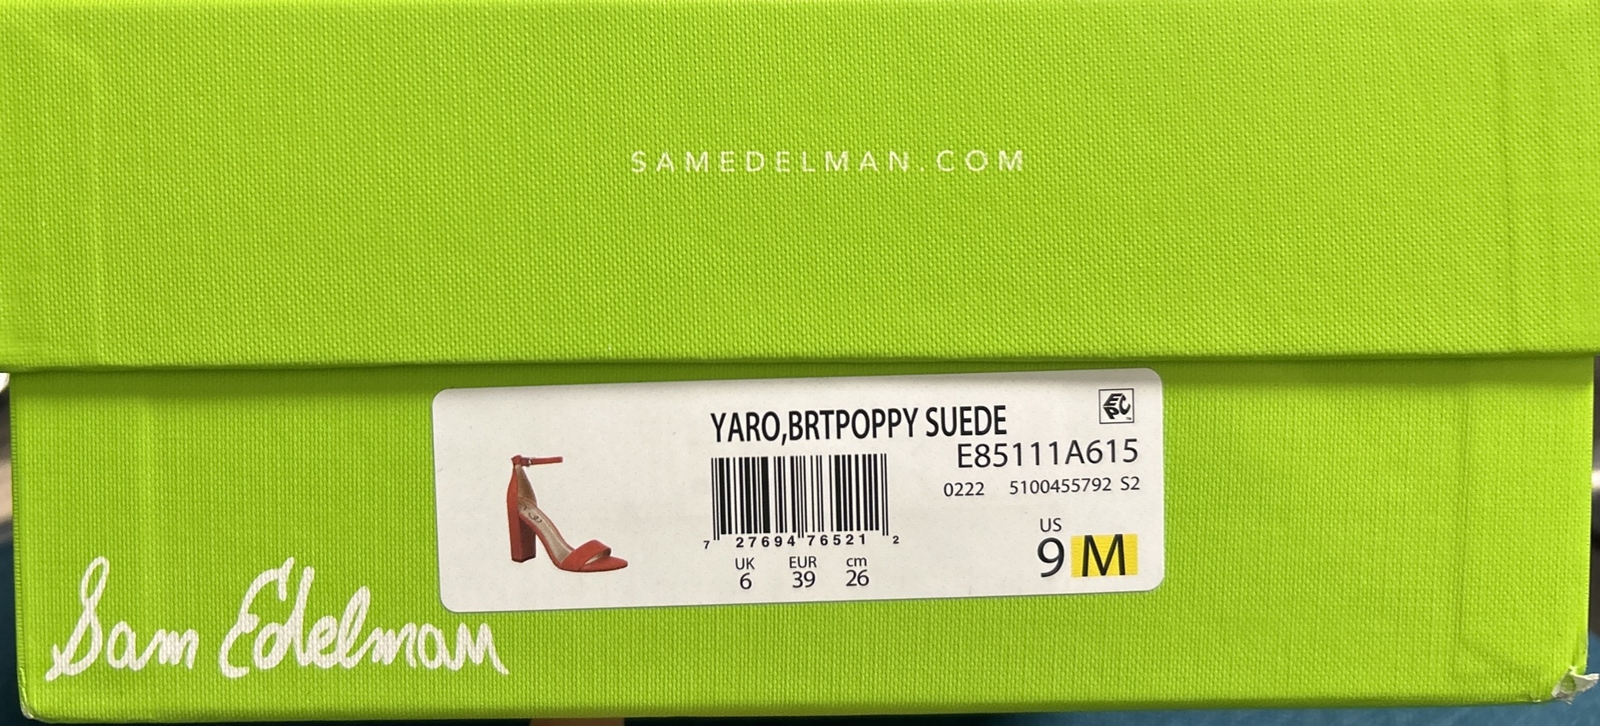 SAMEDELMAN.COM
YARO,BRTPOPPY SUEDE
EPC
E85111A615
0222 5100455792 S2
7 27694 76521 2
UK EUR cm
6 39 26
US
9 M
Sam Edelman